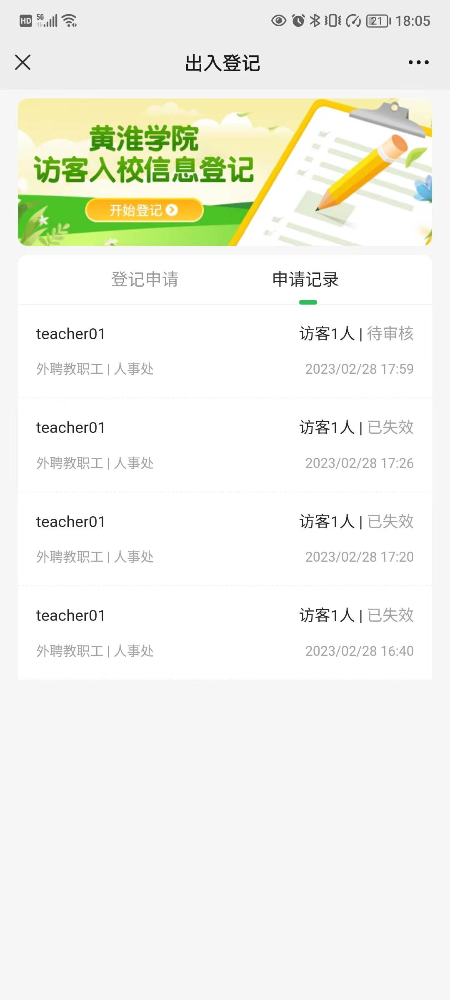 HD 5G 21 18:05
出入登记
黄淮学院
访客入校信息登记
开始登记
登记申请 申请记录
teacher01 访客1人 | 待审核
外聘教职工 | 人事处 2023/02/28 17:59
teacher01 访客1人 | 已失效
外聘教职工 | 人事处 2023/02/28 17:26
teacher01 访客1人 | 已失效
外聘教职工 | 人事处 2023/02/28 17:20
teacher01 访客1人 | 已失效
外聘教职工 | 人事处 2023/02/28 16:40